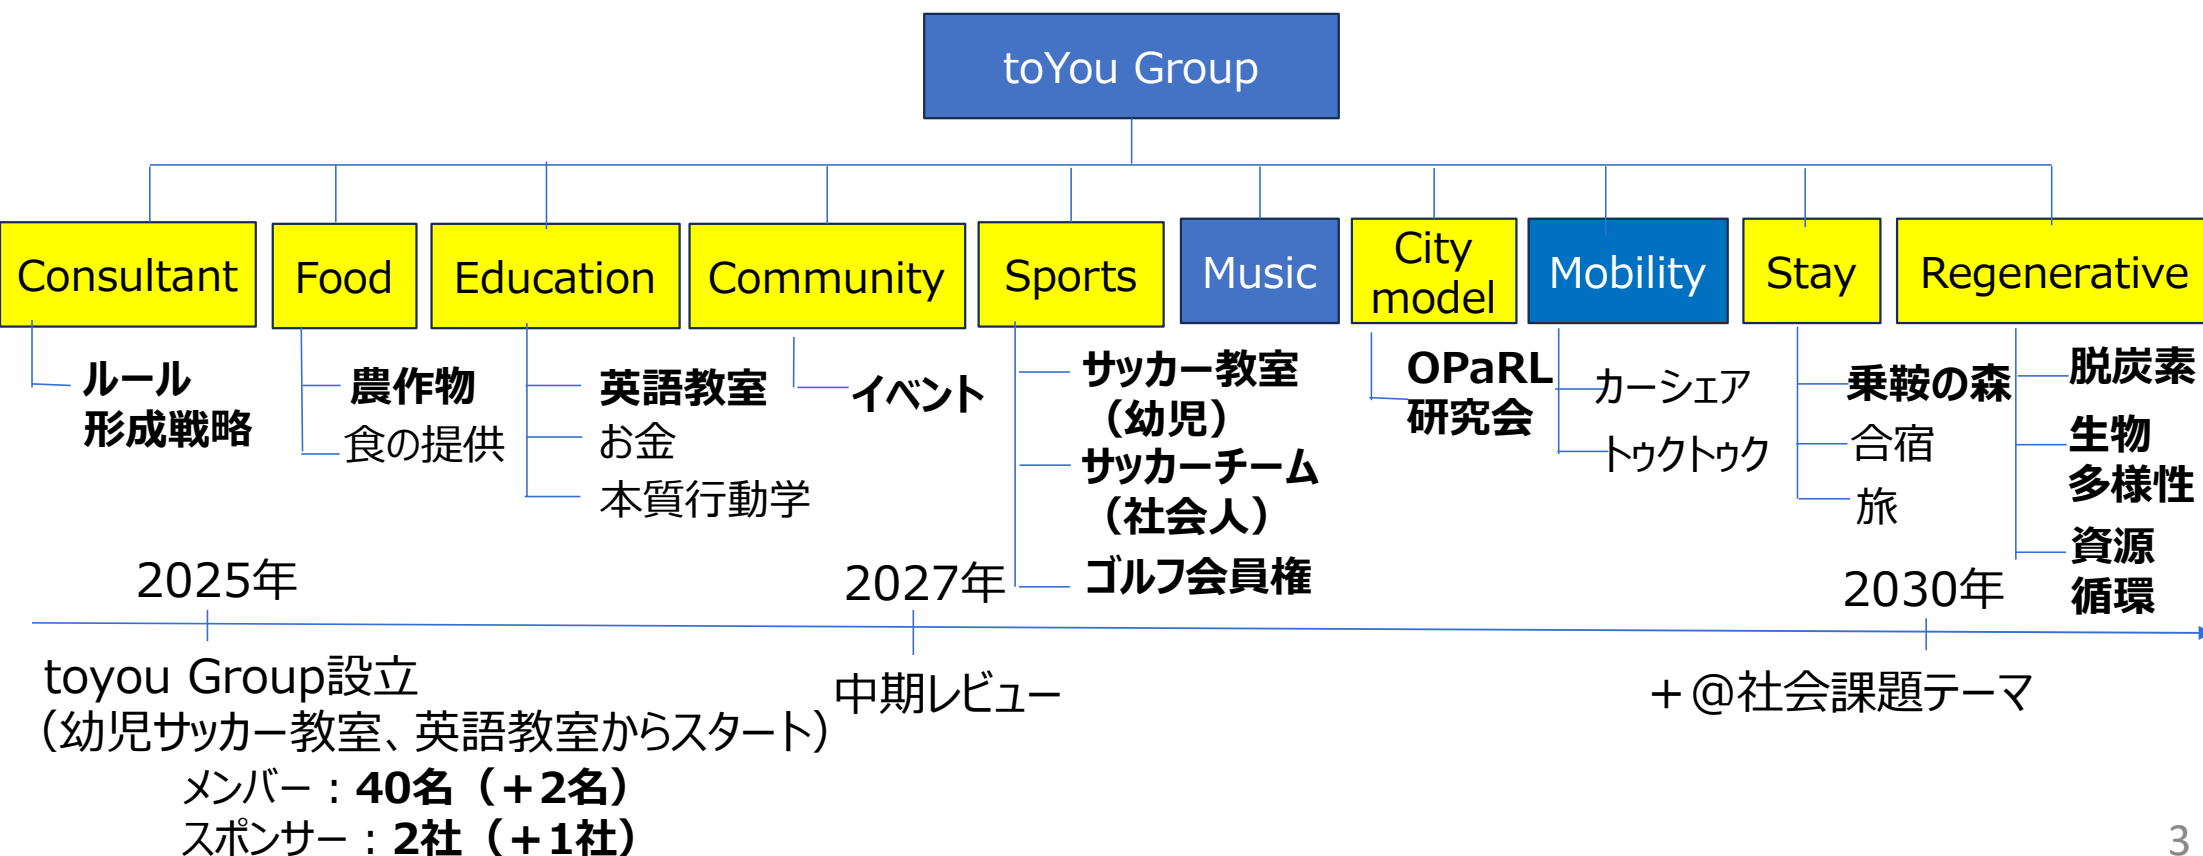 toYou Group
Consultant
Food
Education
Community
Sports
Music
City
model
Mobility
Stay
Regenerative
ルール
形成戦略
農作物
食の提供
英語教室
お金
本質行動学
イベント
サッカー教室
（幼児）
サッカーチーム
（社会人）
ゴルフ会員権
OPaRL
研究会
カーシェア
トゥクトゥク
乗鞍の森
合宿
旅
脱炭素
生物
多様性
資源
循環
2025年
2027年
2030年
toyou Group設立
（幼児サッカー教室、英語教室からスタート）
メンバー：40名（＋2名）
スポンサー：2社（＋1社）
中期レビュー
＋＠社会課題テーマ
3